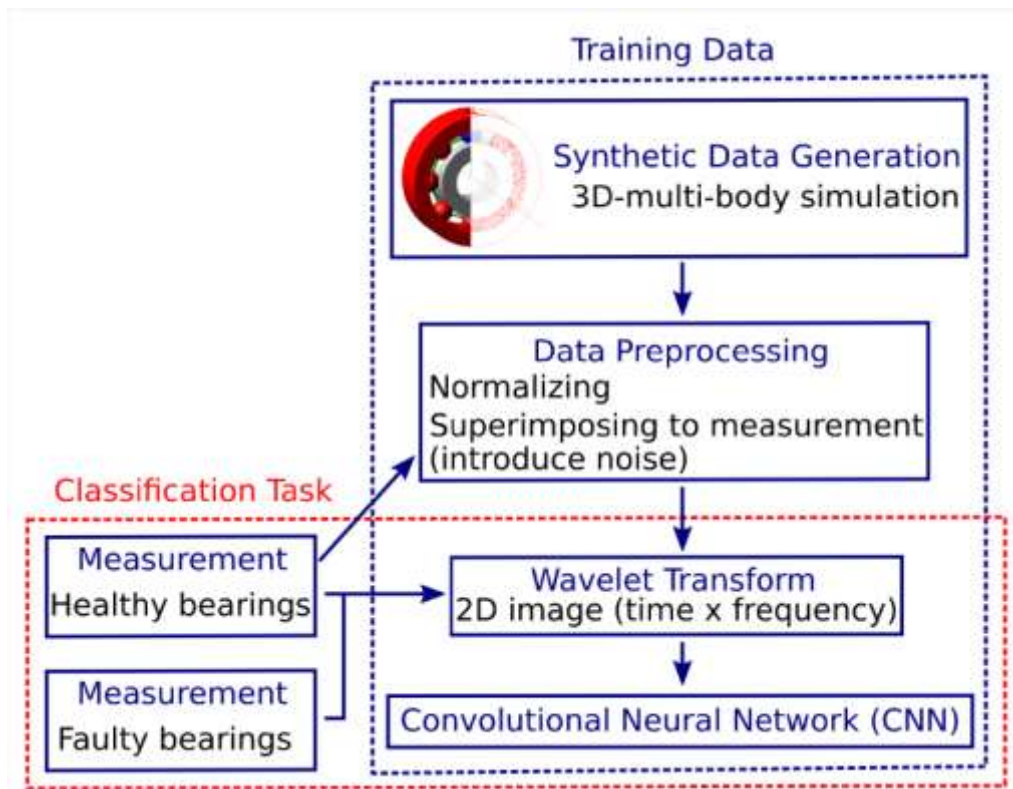 Training Data
Synthetic Data Generation
3D-multi-body simulation
Data Preprocessing
Normalizing
Superimposing to measurement
(introduce noise)
Classification Task
Measurement
Healthy bearings
Wavelet Transform
2D image (time x frequency)
Measurement
Faulty bearings
Convolutional Neural Network (CNN)